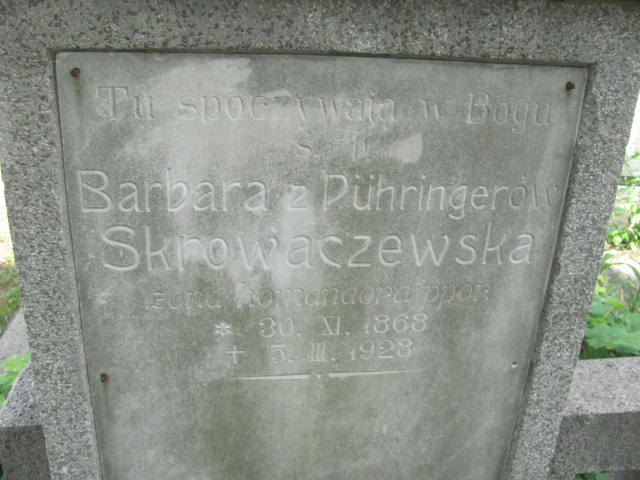 Tu spoczywają w Bogu
ś. p.
Barbara z Pühringerów
Skrowaczewska
żona komandora ppor.
* 30. XI. 1868
+ 5. III. 1928